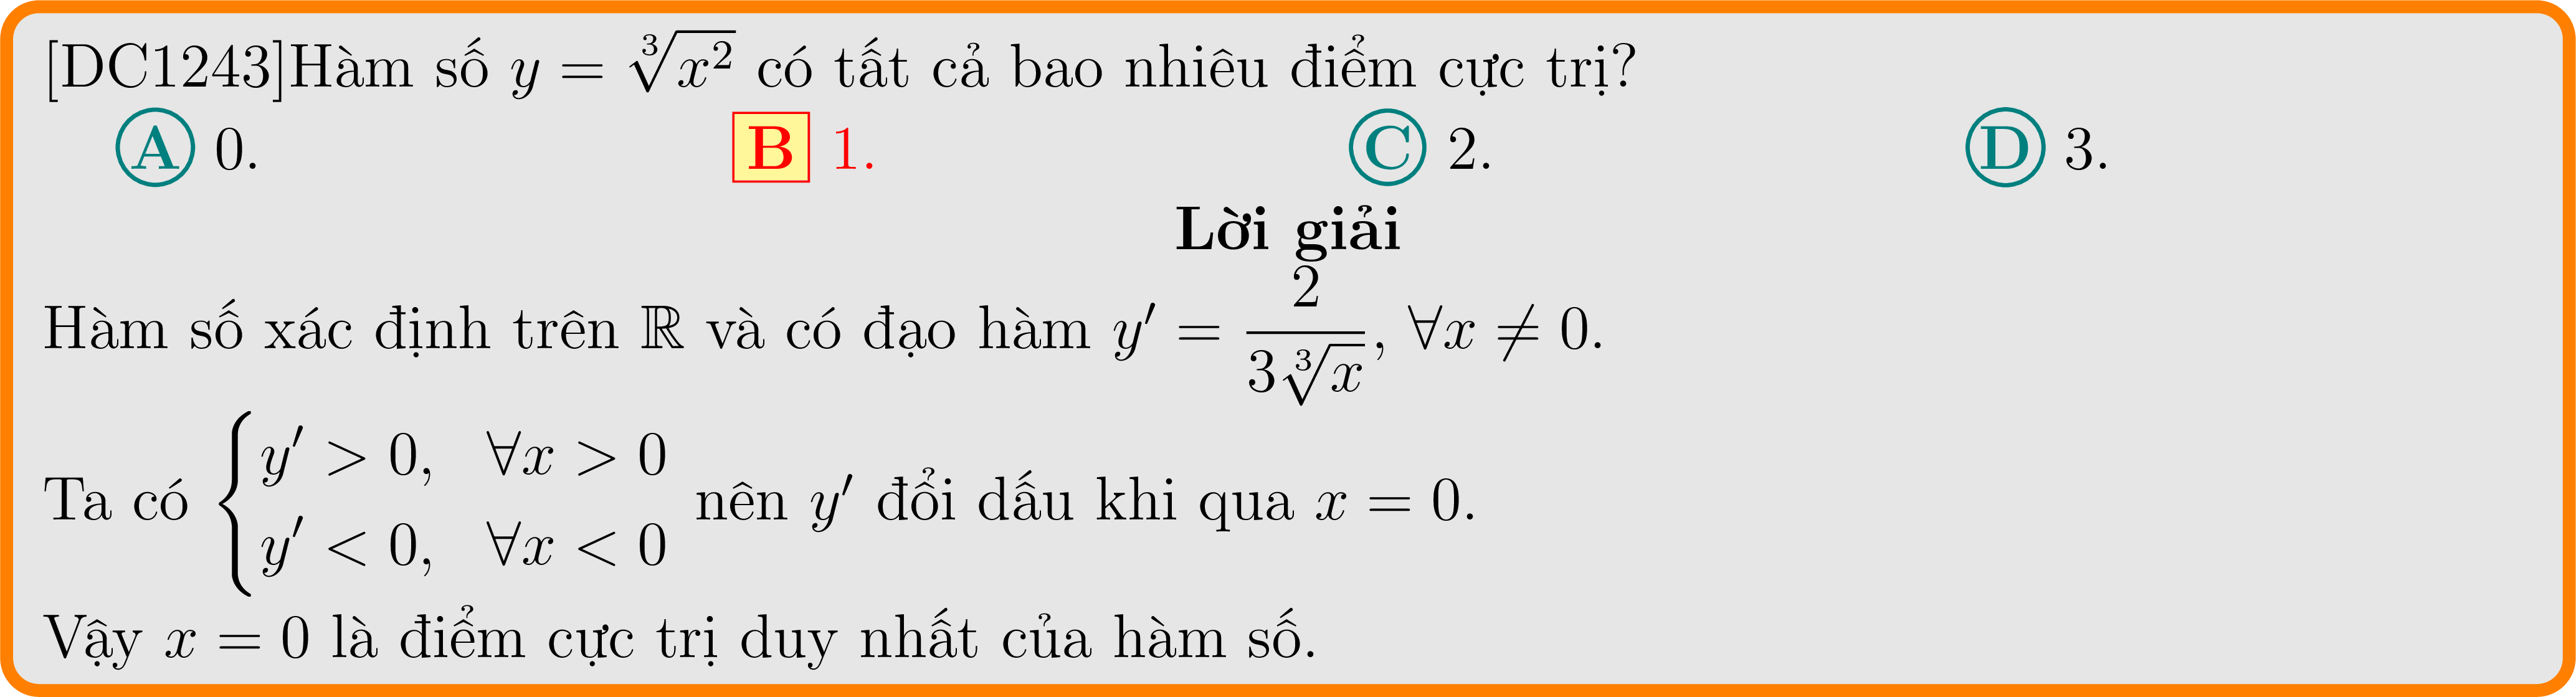 [DC1243]Hàm số $y = \sqrt[3]{x^2}$ có tất cả bao nhiêu điểm cực trị?
A 0. B 1. C 2. D 3.
Lời giải
Hàm số xác định trên $\mathbb{R}$ và có đạo hàm $y' = \dfrac{2}{3\sqrt[3]{x}}$, $\forall x \neq 0$.
Ta có $\begin{cases} y' > 0, & \forall x > 0 \\ y' < 0, & \forall x < 0 \end{cases}$ nên $y'$ đổi dấu khi qua $x = 0$.
Vậy $x = 0$ là điểm cực trị duy nhất của hàm số.